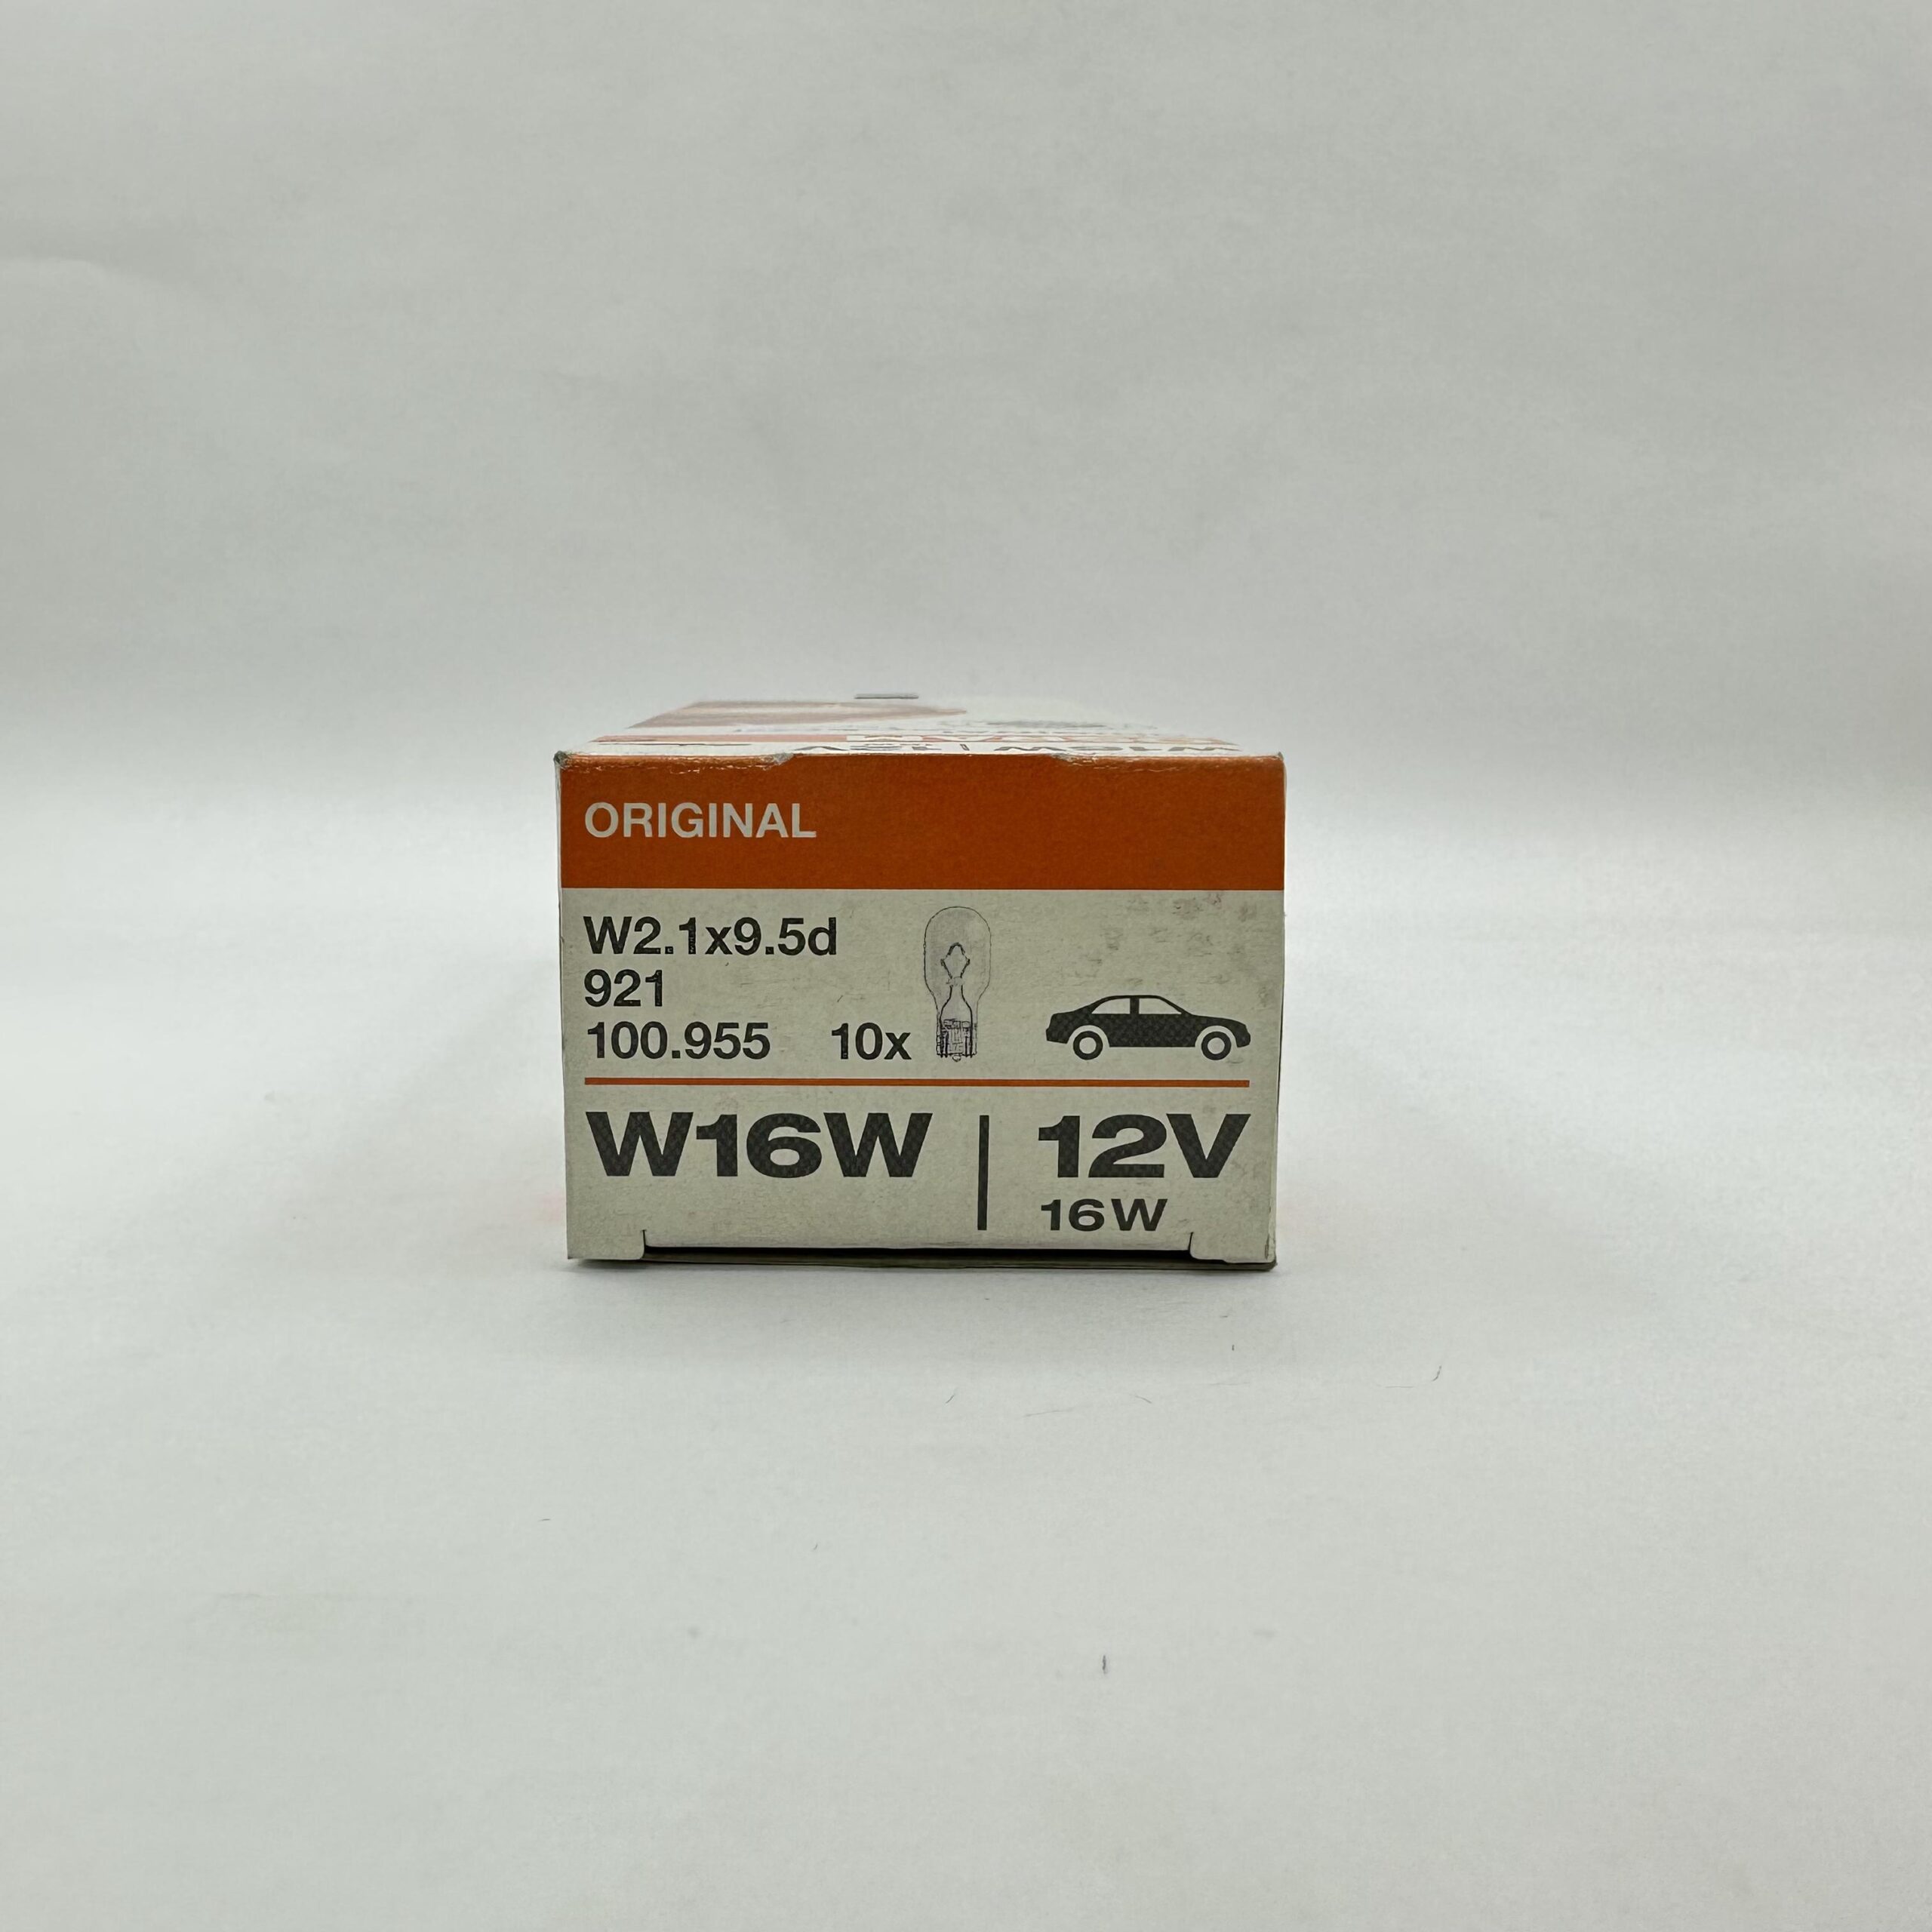 ORIGINAL
W2.1x9.5d
921
100.955 10x
W16W | 12V
16W